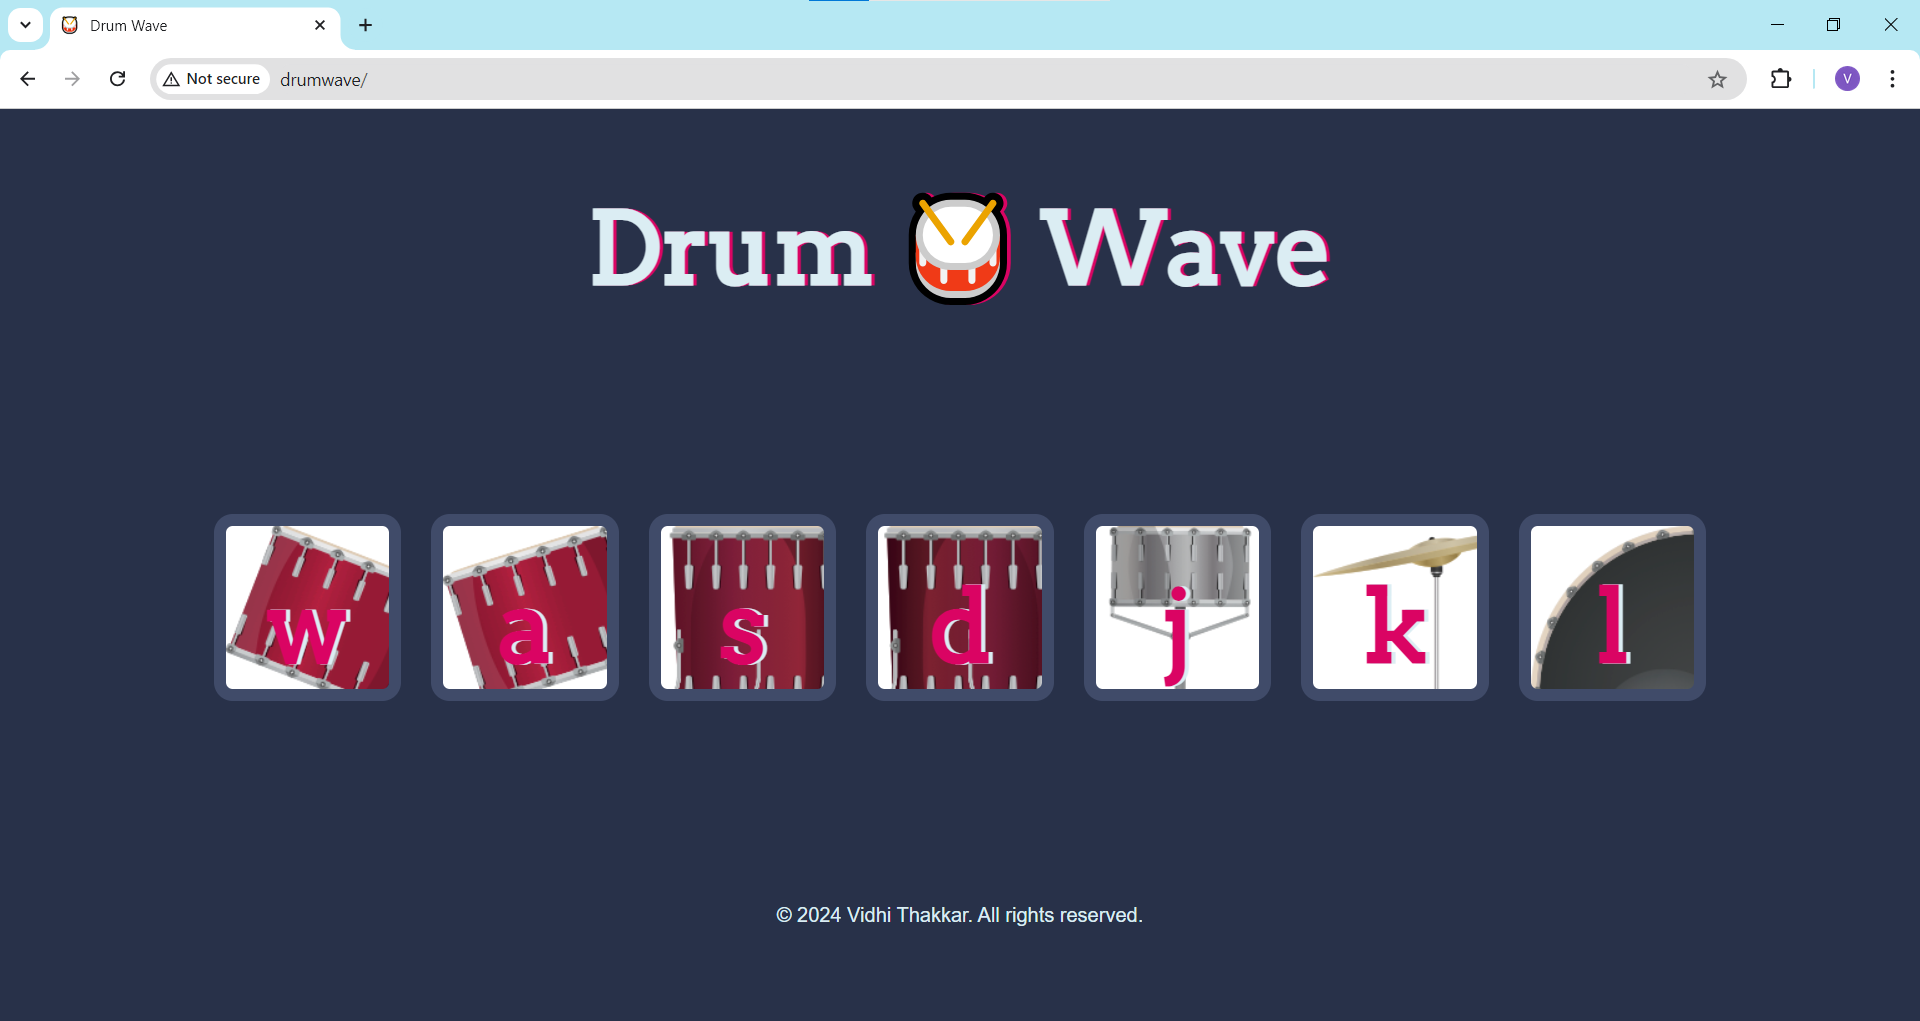 Drum Wave
Not secure
drumwave/
V
Drum Wave
w a s d j k l
© 2024 Vidhi Thakkar. All rights reserved.